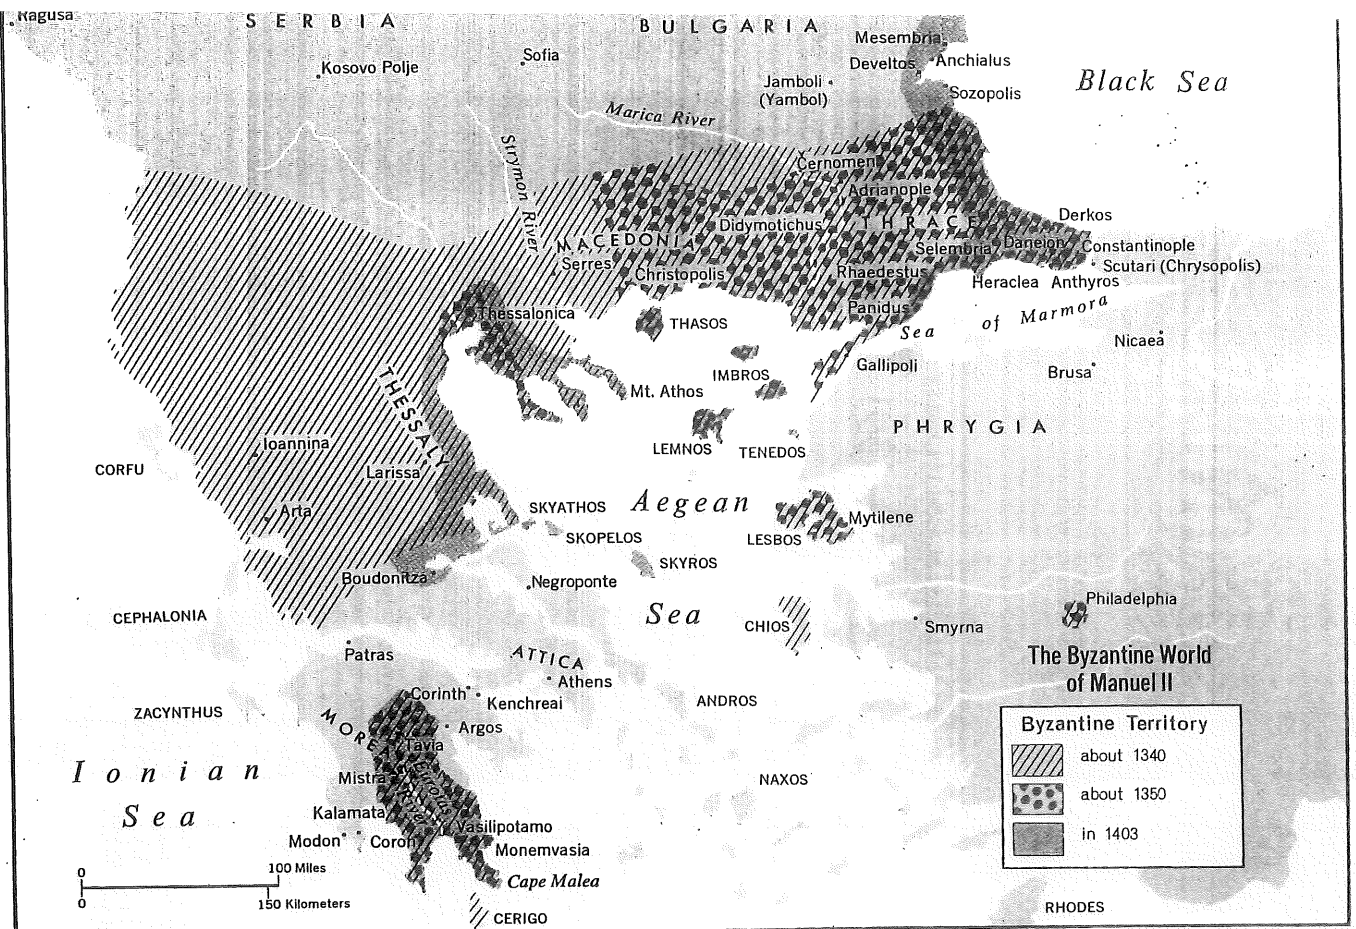 Ragusa
SERBIA
BULGARIA
Mesembria
Sofia
Kosovo Polje
Develtos
Anchialus
Jamboli
(Yambol)
Black Sea
Sozopolis
Marica River
Strymon River
Černomen
Adrianople
Derkos
Didymotichus
THRACE
MACEDONIA
Selembria
Daneion
Constantinople
Serres
Christopolis
Rhaedestus
Scutari (Chrysopolis)
Heraclea
Anthyros
Thessalonica
Panidus
THASOS
Sea of Marmora
Nicaea
Gallipoli
IMBROS
Brusa
THESSALY
Mt. Athos
PHRYGIA
Ioannina
LEMNOS
TENEDOS
CORFU
Larissa
Arta
SKYATHOS
Aegean
Mytilene
SKOPELOS
LESBOS
SKYROS
Boudonitza
Negroponte
CEPHALONIA
Sea
CHIOS
Smyrna
Philadelphia
Patras
ATTICA
Athens
The Byzantine World
of Manuel II
Corinth
Kenchreai
ANDROS
ZACYNTHUS
MOREA
Argos
Byzantine Territory
Tavia
about 1340
Ionian
Mistra
Eurotas River
NAXOS
about 1350
Sea
Kalamata
Vasilipotamo
in 1403
Modon
Coron
Monemvasia
0
100 Miles
Cape Malea
0
150 Kilometers
CERIGO
RHODES